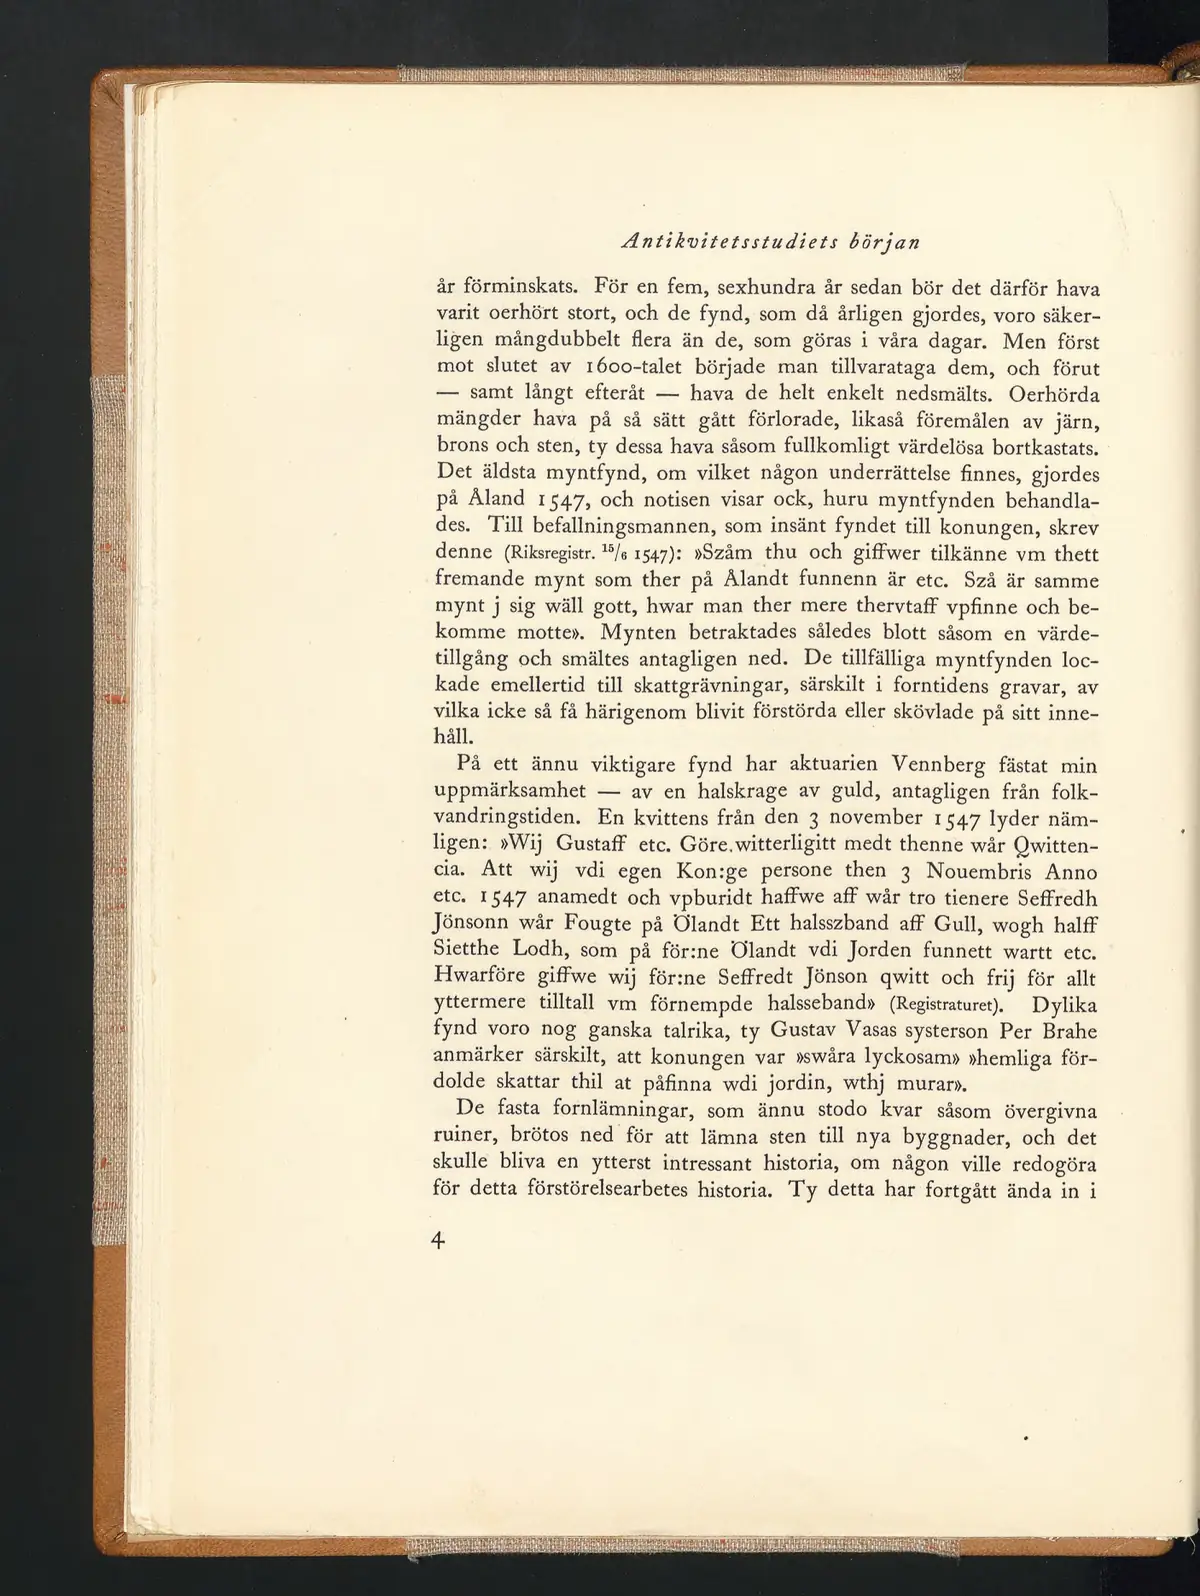 Antikvitetsstudiets början
år förminskats. För en fem, sexhundra år sedan bör det därför hava
varit oerhört stort, och de fynd, som då årligen gjordes, voro säker-
ligen mångdubbelt flera än de, som göras i våra dagar. Men först
mot slutet av 1600-talet började man tillvarataga dem, och förut
— samt långt efteråt — hava de helt enkelt nedsmälts. Oerhörda
mängder hava på så sätt gått förlorade, likaså föremålen av järn,
brons och sten, ty dessa hava såsom fullkomligt värdelösa bortkastats.
Det äldsta myntfynd, om vilket någon underrättelse finnes, gjordes
på Åland 1547, och notisen visar ock, huru myntfynden behandla-
des. Till befallningsmannen, som insänt fyndet till konungen, skrev
denne (Riksregistr. ¹⁵/₆ 1547): »Szåm thu och giffwer tilkänne vm thett
fremande mynt som ther på Ålandt funnenn är etc. Szå är samme
mynt j sig wäll gott, hwar man ther mere thervtaff vpfinne och be-
komme motte». Mynten betraktades således blott såsom en värde-
tillgång och smältes antagligen ned. De tillfälliga myntfynden loc-
kade emellertid till skattgrävningar, särskilt i forntidens gravar, av
vilka icke så få härigenom blivit förstörda eller skövlade på sitt inne-
håll.
På ett ännu viktigare fynd har aktuarien Vennberg fästat min
uppmärksamhet — av en halskrage av guld, antagligen från folk-
vandringstiden. En kvittens från den 3 november 1547 lyder näm-
ligen: »Wij Gustaff etc. Göre.witterligitt medt thenne wår Qwitten-
cia. Att wij vdi egen Kon:ge persone then 3 Nouembris Anno
etc. 1547 anamedt och vpburidt haffwe aff wår tro tienere Seffredh
Jönsonn wår Fougte på Ölandt Ett halsszband aff Gull, wogh halff
Sietthe Lodh, som på för:ne Ölandt vdi Jorden funnett wartt etc.
Hwarföre giffwe wij för:ne Seffredt Jönson qwitt och frij för allt
yttermere tilltall vm förnempde halsseband» (Registraturet). Dylika
fynd voro nog ganska talrika, ty Gustav Vasas systerson Per Brahe
anmärker särskilt, att konungen var »swåra lyckosam» »hemliga för-
dolde skattar thil at påfinna wdi jordin, wthj murar».
De fasta fornlämningar, som ännu stodo kvar såsom övergivna
ruiner, brötos ned för att lämna sten till nya byggnader, och det
skulle bliva en ytterst intressant historia, om någon ville redogöra
för detta förstörelsearbetes historia. Ty detta har fortgått ända in i
4